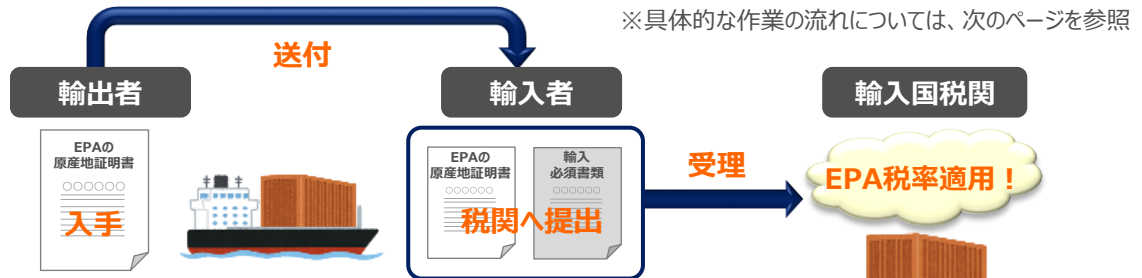 ※具体的な作業の流れについては、次のページを参照
送付
輸出者
輸入者
輸入国税関
EPAの
原産地証明書
○○○○○○
入手
EPAの
原産地証明書
○○○○○○
輸入
必須書類
○○○○○○
税関へ提出
受理
EPA税率適用！